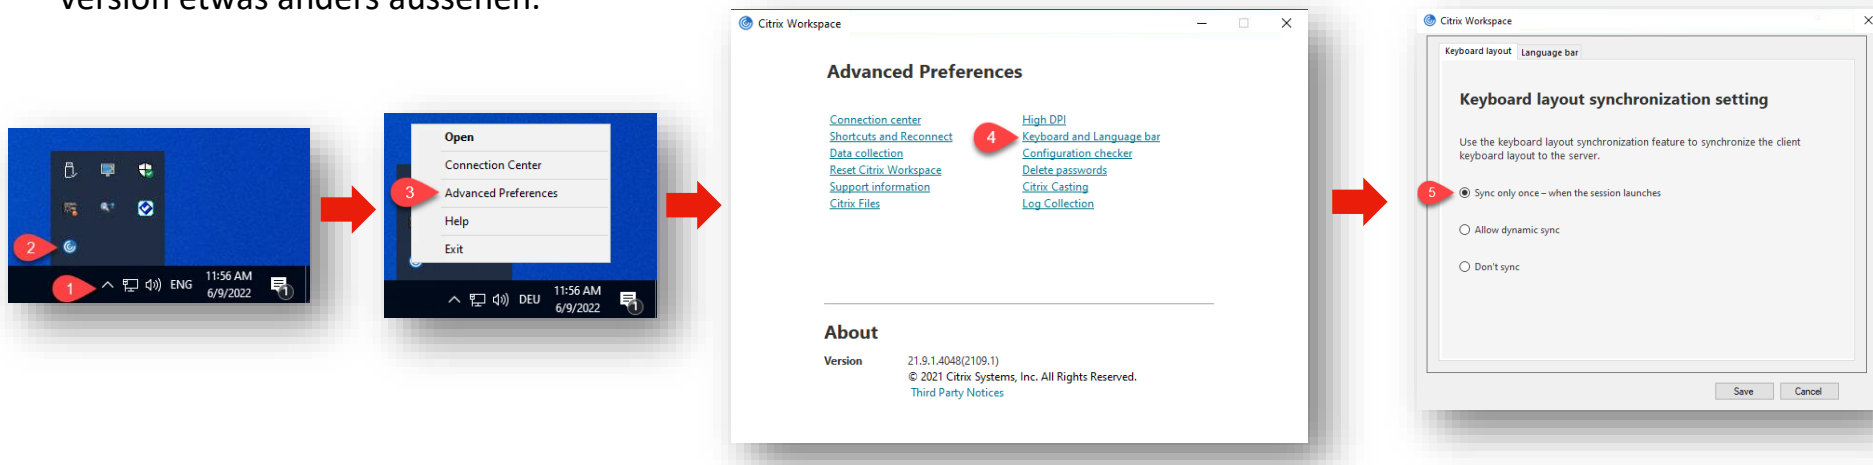 Version etwas anders aussehen.
2
1
ENG
11:56 AM
6/9/2022
1
Open
Connection Center
3
Advanced Preferences
Help
Exit
DEU
11:56 AM
6/9/2022
1
Citrix Workspace
Advanced Preferences
Connection center
High DPI
Shortcuts and Reconnect
4
Keyboard and Language bar
Data collection
Configuration checker
Reset Citrix Workspace
Delete passwords
Support information
Citrix Casting
Citrix Files
Log Collection
About
Version 21.9.1.4048(2109.1)
© 2021 Citrix Systems, Inc. All Rights Reserved.
Third Party Notices
Citrix Workspace
Keyboard layout Language bar
Keyboard layout synchronization setting
Use the keyboard layout synchronization feature to synchronize the client
keyboard layout to the server.
5
Sync only once – when the session launches
Allow dynamic sync
Don't sync
Save Cancel